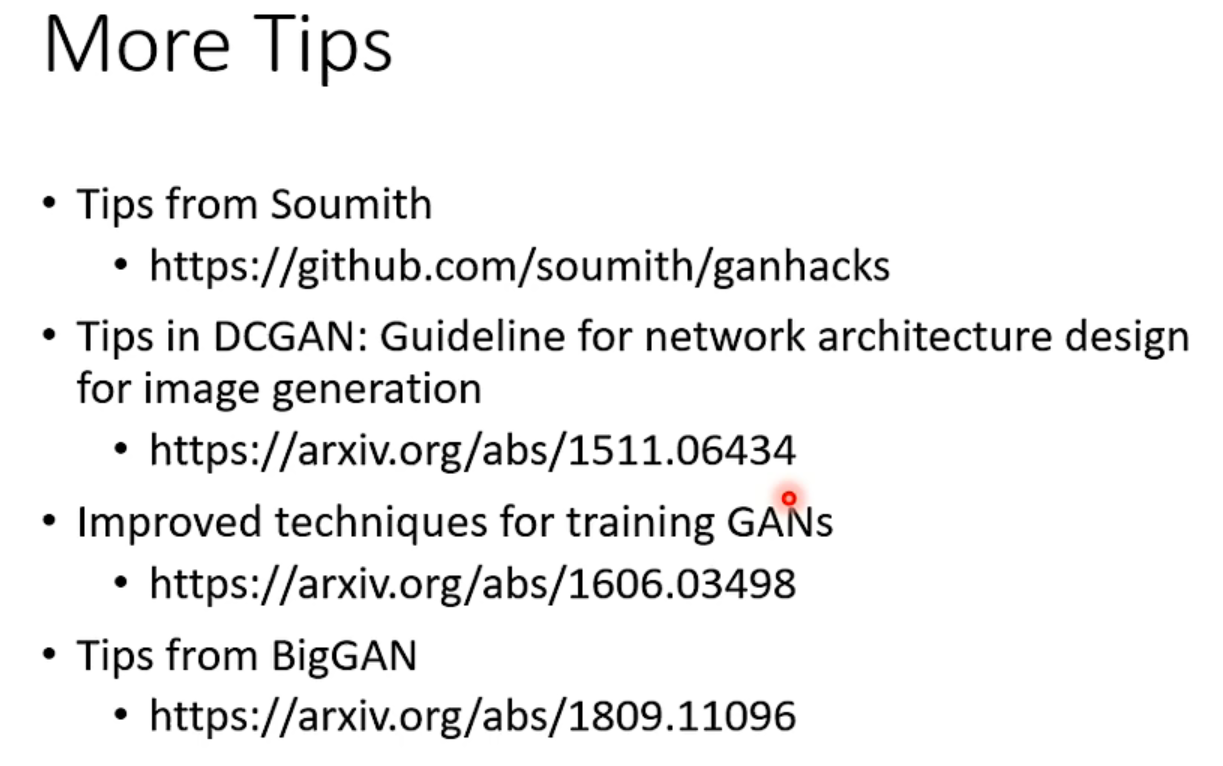 More Tips
• Tips from Soumith
• https://github.com/soumith/ganhacks
• Tips in DCGAN: Guideline for network architecture design
for image generation
• https://arxiv.org/abs/1511.06434
• Improved techniques for training GANs
• https://arxiv.org/abs/1606.03498
• Tips from BigGAN
• https://arxiv.org/abs/1809.11096